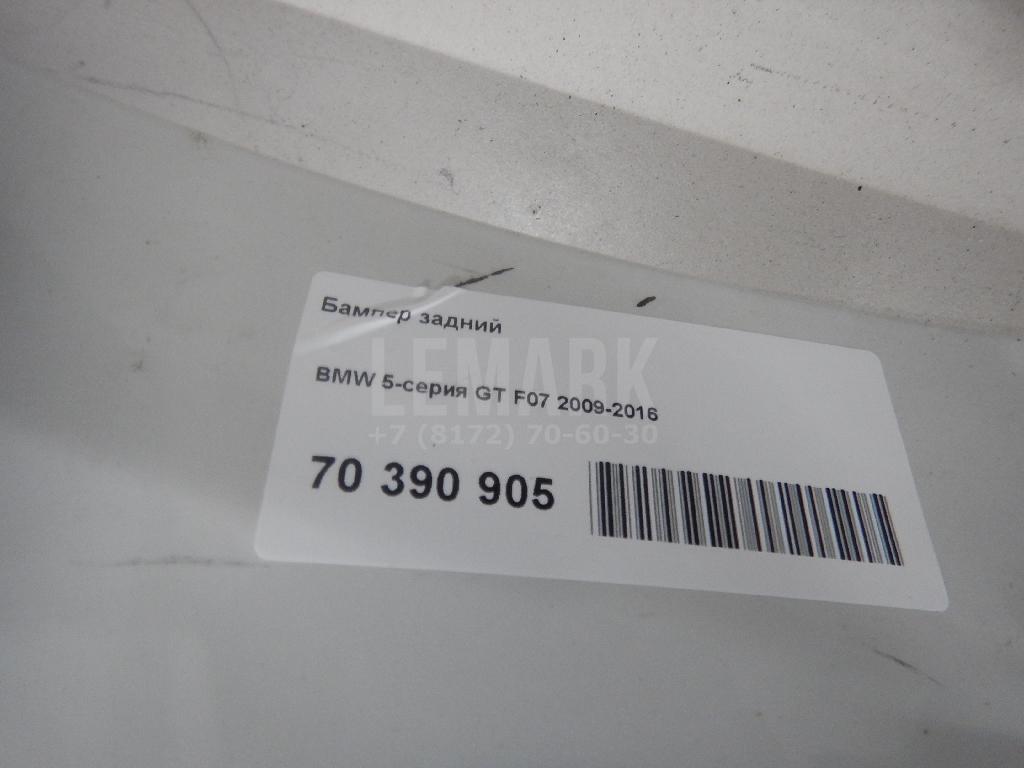 Бампер задний
LEMARK
BMW 5-серия GT F07 2009-2016
+7 (8172) 70-60-30
70 390 905